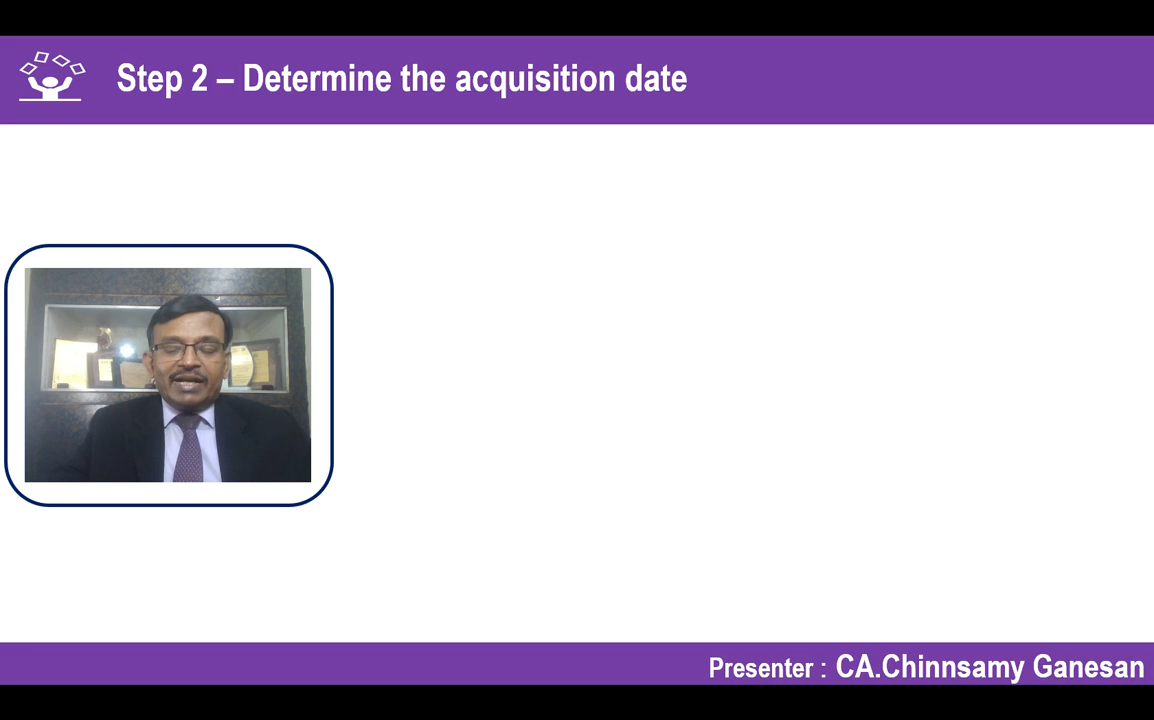 Step 2 – Determine the acquisition date
Presenter : CA.Chinnsamy Ganesan